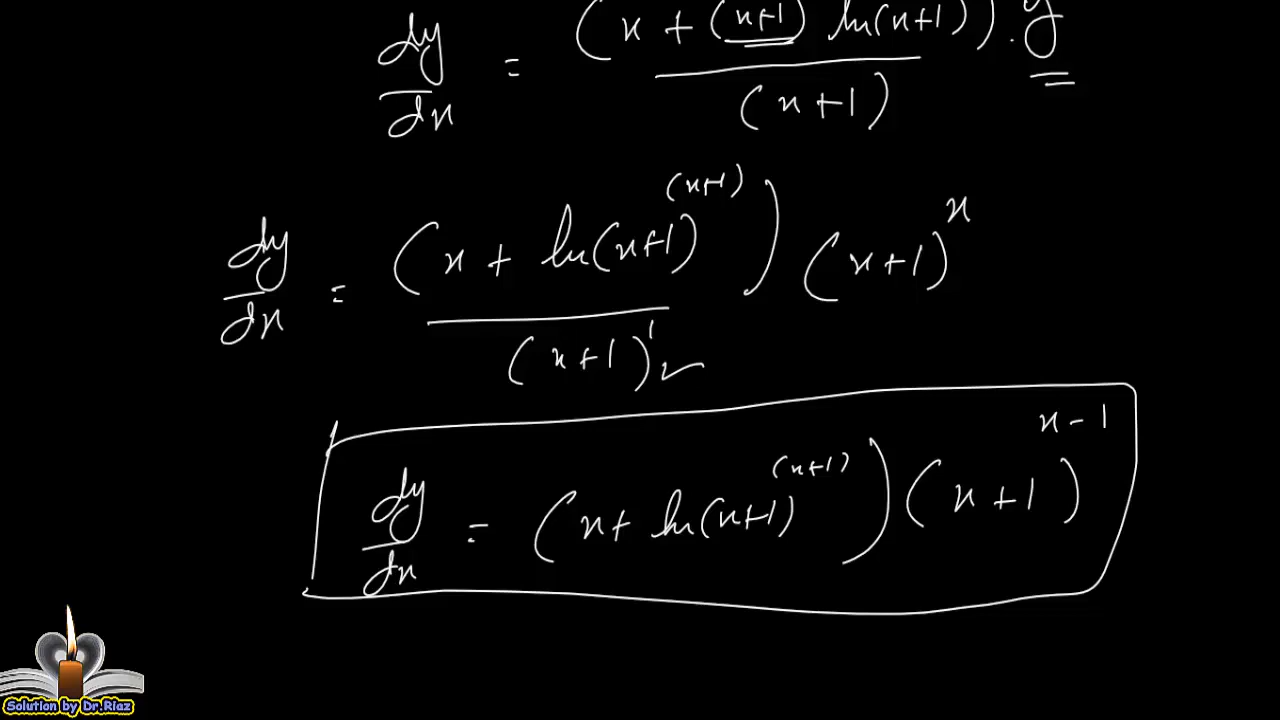 dy/dx = (x + (x+1) ln(x+1)) / (x+1) . y
dy/dx = (x + ln(x+1)^(x+1)) / (x+1)^1 (x+1)^x
dy/dx = (x + ln(x+1)^(x+1)) (x+1)^x-1
Solution by Dr.Riaz